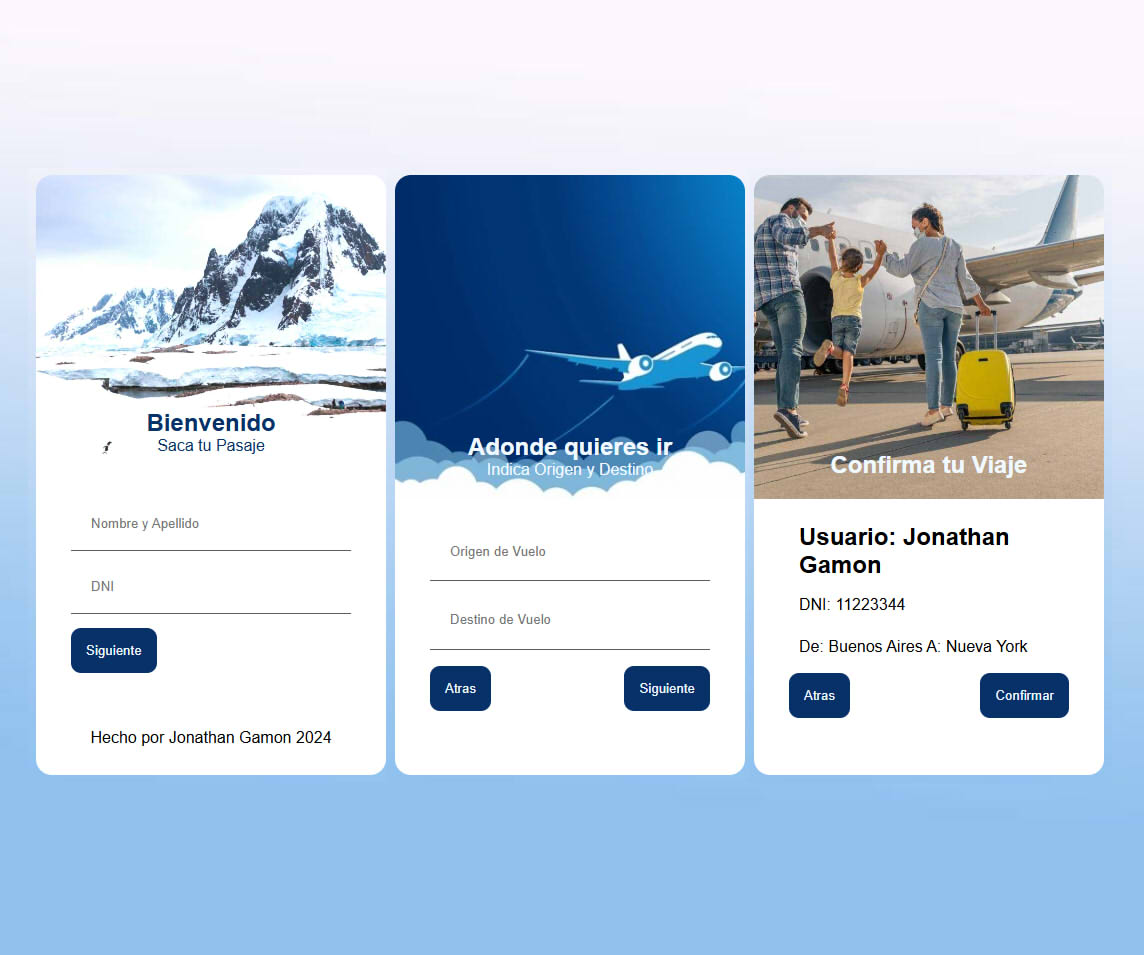 Bienvenido
Saca tu Pasaje
Nombre y Apellido
DNI
Siguiente
Hecho por Jonathan Gamon 2024
Adonde quieres ir
Indica Origen y Destino
Origen de Vuelo
Destino de Vuelo
Atras
Siguiente
Confirma tu Viaje
Usuario: Jonathan
Gamon
DNI: 11223344
De: Buenos Aires A: Nueva York
Atras
Confirmar